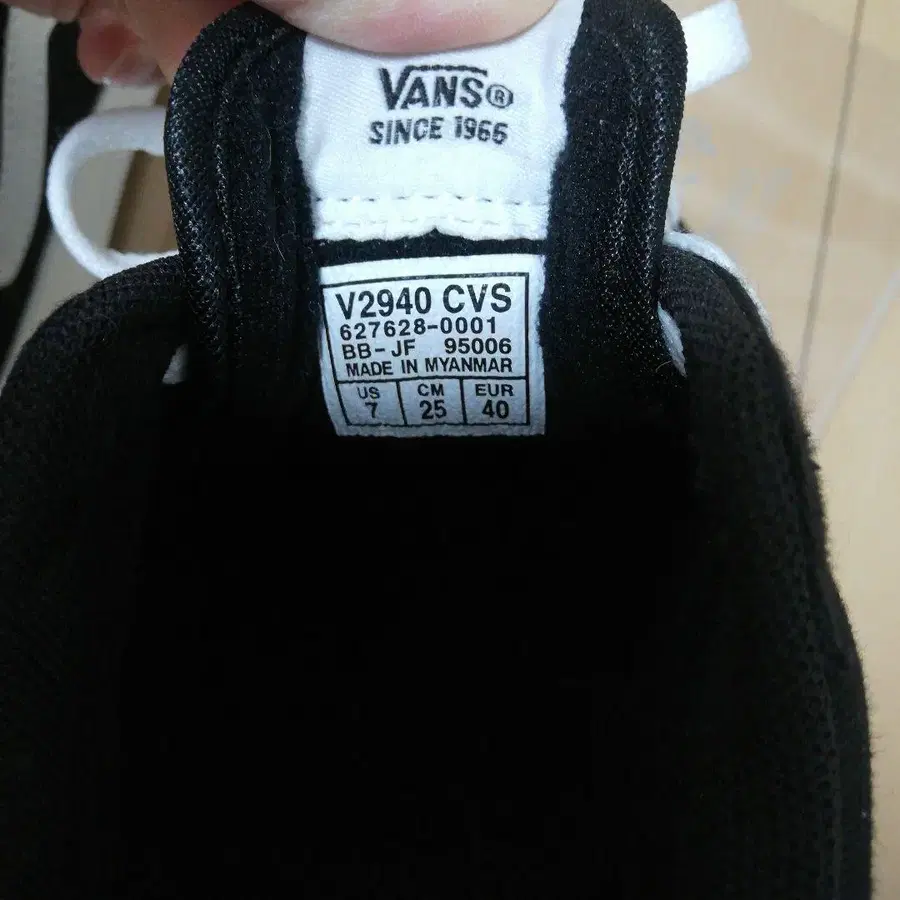 VANS®
SINCE 1966
V2940 CVS
627628-0001
BB-JF 95006
MADE IN MYANMAR
US CM EUR
7 25 40